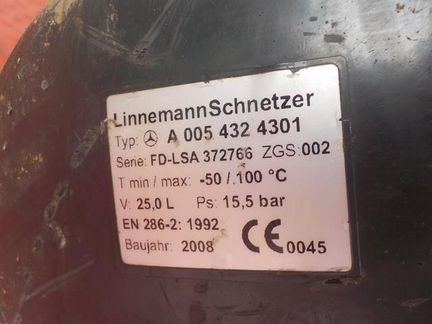 LinnemannSchnetzer
Typ: A 005 432 4301
Serie: FD-LSA 372766 ZGS: 002
T min / max: -50 /.100 °C
V: 25,0 L Ps: 15,5 bar
EN 286-2: 1992
Baujahr: 2008 CE 0045